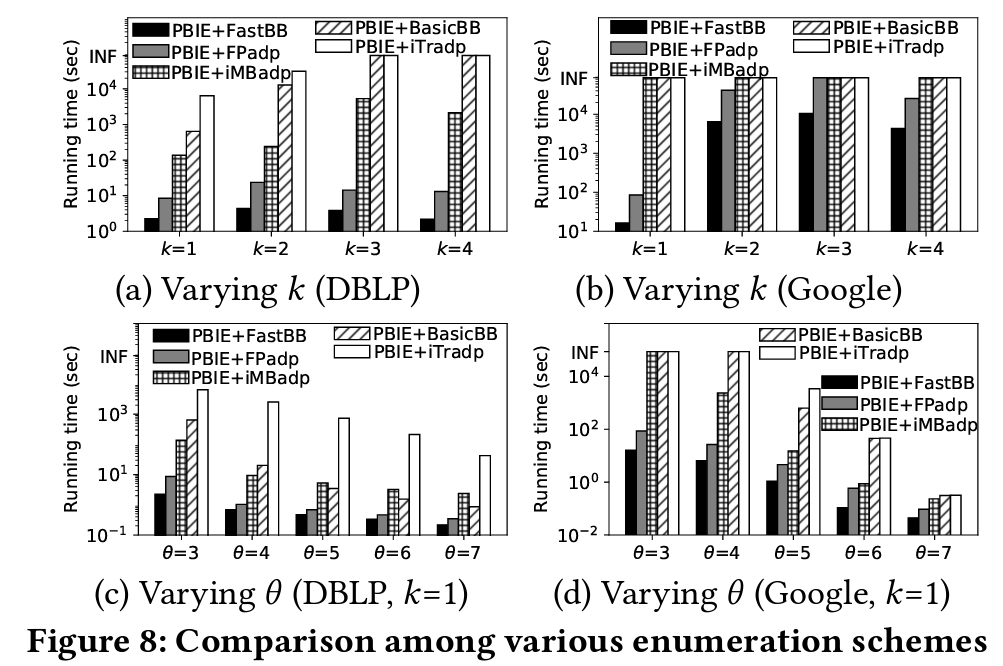 PBIE+FastBB
PBIE+FPadp
PBIE+iMBadp
PBIE+BasicBB
PBIE+iTradp
Running time (sec)
INF
10^4
10^3
10^2
10^1
10^0
k=1 k=2 k=3 k=4
(a) Varying k (DBLP)
PBIE+FastBB
PBIE+FPadp
PBIE+iMBadp
PBIE+BasicBB
PBIE+iTradp
Running time (sec)
INF
10^4
10^3
10^2
10^1
k=1 k=2 k=3 k=4
(b) Varying k (Google)
PBIE+FastBB
PBIE+FPadp
PBIE+iMBadp
PBIE+BasicBB
PBIE+iTradp
Running time (sec)
INF
10^3
10^1
10^−1
θ=3 θ=4 θ=5 θ=6 θ=7
(c) Varying θ (DBLP, k=1)
PBIE+BasicBB
PBIE+iTradp
PBIE+FastBB
PBIE+FPadp
PBIE+iMBadp
Running time (sec)
INF
10^4
10^2
10^0
10^−2
θ=3 θ=4 θ=5 θ=6 θ=7
(d) Varying θ (Google, k=1)
Figure 8: Comparison among various enumeration schemes